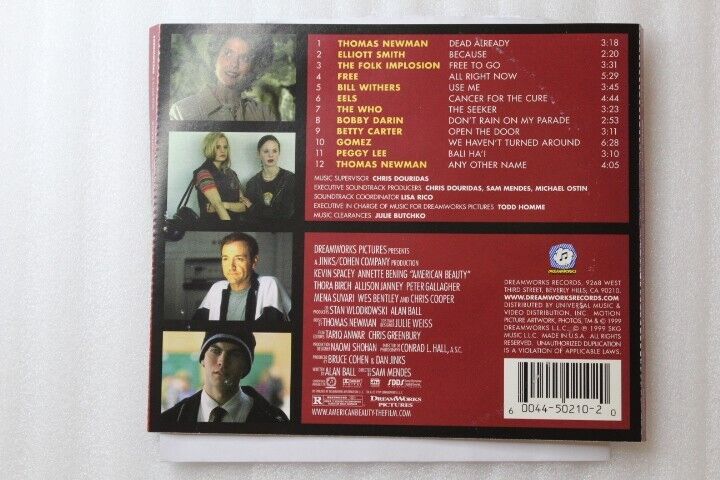 1 THOMAS NEWMAN DEAD ALREADY 3:18
2 ELLIOTT SMITH BECAUSE 2:20
3 THE FOLK IMPLOSION FREE TO GO 3:31
4 FREE ALL RIGHT NOW 5:29
5 BILL WITHERS USE ME 3:45
6 EELS CANCER FOR THE CURE 4:44
7 THE WHO THE SEEKER 3:23
8 BOBBY DARIN DON'T RAIN ON MY PARADE 2:53
9 BETTY CARTER OPEN THE DOOR 3:11
10 GOMEZ WE HAVEN'T TURNED AROUND 6:28
11 PEGGY LEE BALI HA'I 3:10
12 THOMAS NEWMAN ANY OTHER NAME 4:05
MUSIC SUPERVISOR CHRIS DOURIDAS
EXECUTIVE SOUNDTRACK PRODUCERS CHRIS DOURIDAS, SAM MENDES, MICHAEL OSTIN
SOUNDTRACK COORDINATOR LISA RICO
EXECUTIVE IN CHARGE OF MUSIC FOR DREAMWORKS PICTURES TODD HOMME
MUSIC CLEARANCES JULIE BUTCHKO
DREAMWORKS PICTURES PRESENTS
A JINKS/COHEN COMPANY PRODUCTION
KEVIN SPACEY ANNETTE BENING "AMERICAN BEAUTY"
THORA BIRCH ALLISON JANNEY PETER GALLAGHER
MENA SUVARI WES BENTLEY AND CHRIS COOPER
STAN WLODKOWSKI ALAN BALL
THOMAS NEWMAN JULIE WEISS
TARIQ ANWAR CHRIS GREENBURY
NAOMI SHOHAN CONRAD L. HALL, A.S.C.
BRUCE COHEN & DAN JINKS
WRITTEN BY ALAN BALL DIRECTED BY SAM MENDES
SDDS
R RESTRICTED
DREAMWORKS
PICTURES
WWW.AMERICANBEAUTY-THEFILM.COM
DREAMWORKS
DREAMWORKS RECORDS, 9268 WEST
THIRD STREET, BEVERLY HILLS, CA 90210.
WWW.DREAMWORKSRECORDS.COM
DISTRIBUTED BY UNIVERSAL MUSIC &
VIDEO DISTRIBUTION, INC. MOTION
PICTURE ARTWORK, PHOTOS, TM & © 1999
DREAMWORKS L.L.C., ℗ © 1999 SKG
MUSIC L.L.C. MADE IN U.S.A. ALL RIGHTS
RESERVED. UNAUTHORIZED DUPLICATION
IS A VIOLATION OF APPLICABLE LAWS.
6 0044-50210-2 0